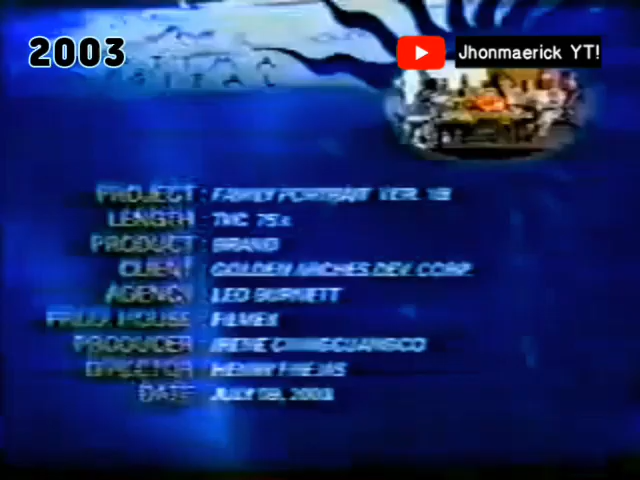 2003
Jhonmaerick YT!
PROJECT : FAMILY PORTRAIT VER. 1B
LENGTH : TVC 75s
PRODUCT : BRAND
CLIENT : GOLDEN ARCHES DEV. CORP.
AGENCY : LEO BURNETT
PROD. HOUSE : FILMEX
PRODUCER : IRENE
DIRECTOR : HENRY
DATE : JULY 09, 2003